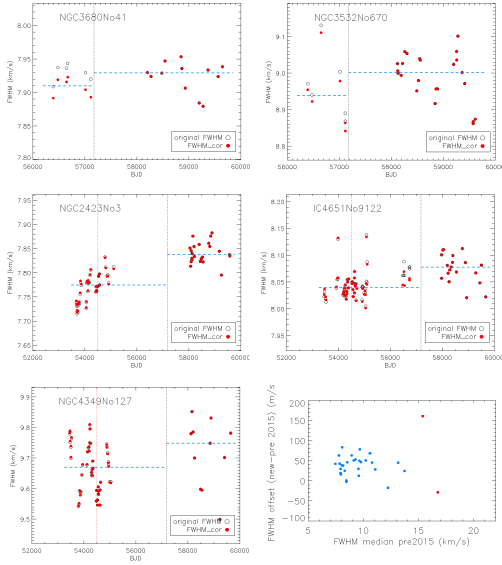 NGC3680No41
8.00
7.95
7.90
7.85
7.80
FWHM (km/s)
original FWHM
FWHM_cor
56000
57000
58000
59000
60000
BJD
NGC3532No670
9.1
9.0
8.9
8.8
FWHM (km/s)
original FWHM
FWHM_cor
56000
57000
58000
59000
60000
BJD
NGC2423No3
7.90
7.85
7.80
7.75
7.70
7.65
FWHM (km/s)
original FWHM
FWHM_cor
52000
54000
56000
58000
60000
BJD
IC4651No9122
8.15
8.10
8.05
8.00
7.95
FWHM (km/s)
original FWHM
FWHM_cor
52000
54000
56000
58000
60000
BJD
NGC4349No127
9.9
9.8
9.7
9.6
9.5
FWHM (km/s)
original FWHM
FWHM_cor
52000
54000
56000
58000
60000
BJD
200
150
100
50
0
−50
−100
FWHM offset (new−pre 2015) (m/s
5
10
15
20
FWHM median pre2015 (km/s)